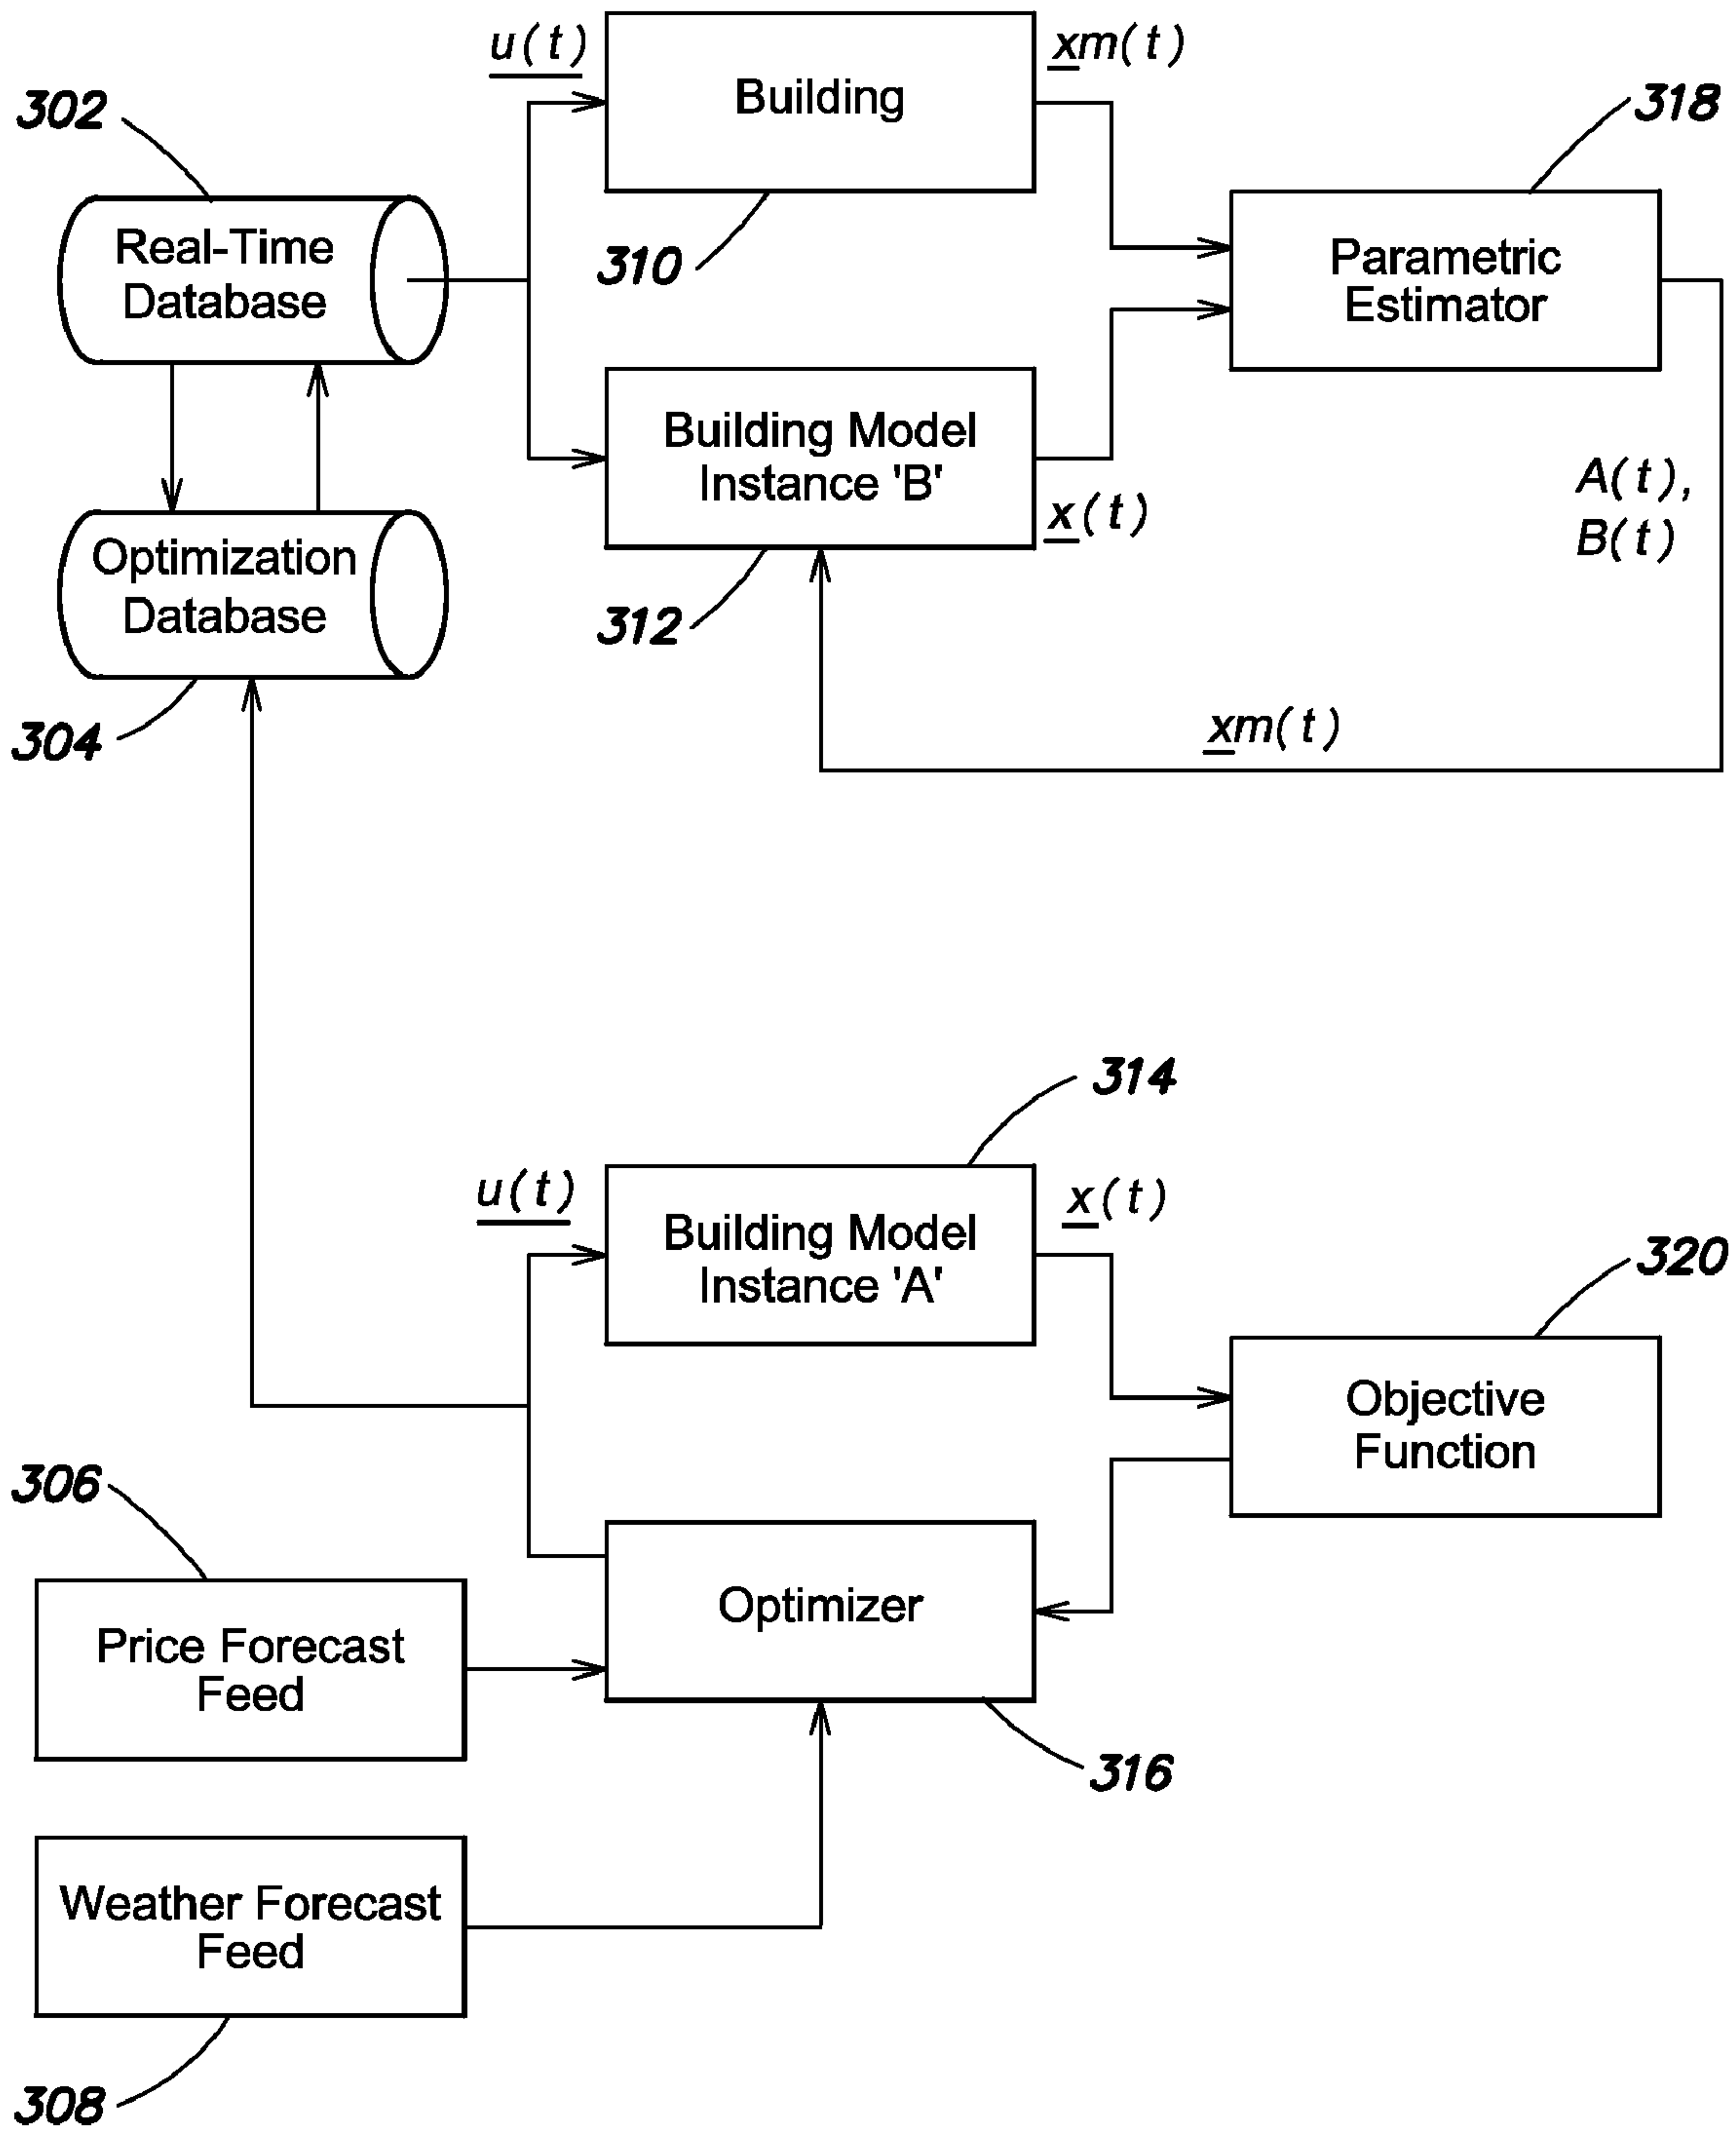 u(t)
Building
xm(t)
302
318
Real-Time
Database
310
Parametric
Estimator
Building Model
Instance 'B'
x(t)
A(t),
B(t)
Optimization
Database
312
304
xm(t)
314
u(t)
Building Model
Instance 'A'
x(t)
320
Objective
Function
306
Optimizer
Price Forecast
Feed
316
Weather Forecast
Feed
308